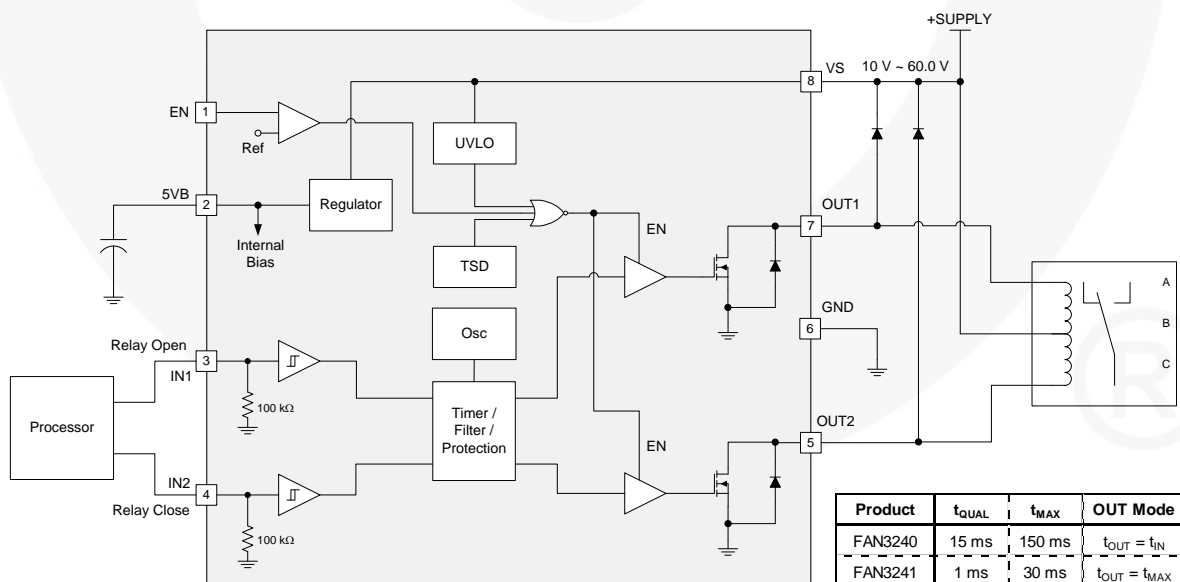 +SUPPLY
VS
10 V ~ 60.0 V
8
EN
1
Ref
UVLO
5VB
2
Regulator
Internal
Bias
TSD
EN
OUT1
7
A
B
C
GND
6
Osc
Relay Open
3
IN1
100 kΩ
Processor
Timer /
Filter /
Protection
EN
OUT2
5
IN2
4
Relay Close
100 kΩ
Product tQUAL tMAX OUT Mode
FAN3240 15 ms 150 ms tOUT = tIN
FAN3241 1 ms 30 ms tOUT = tMAX
®